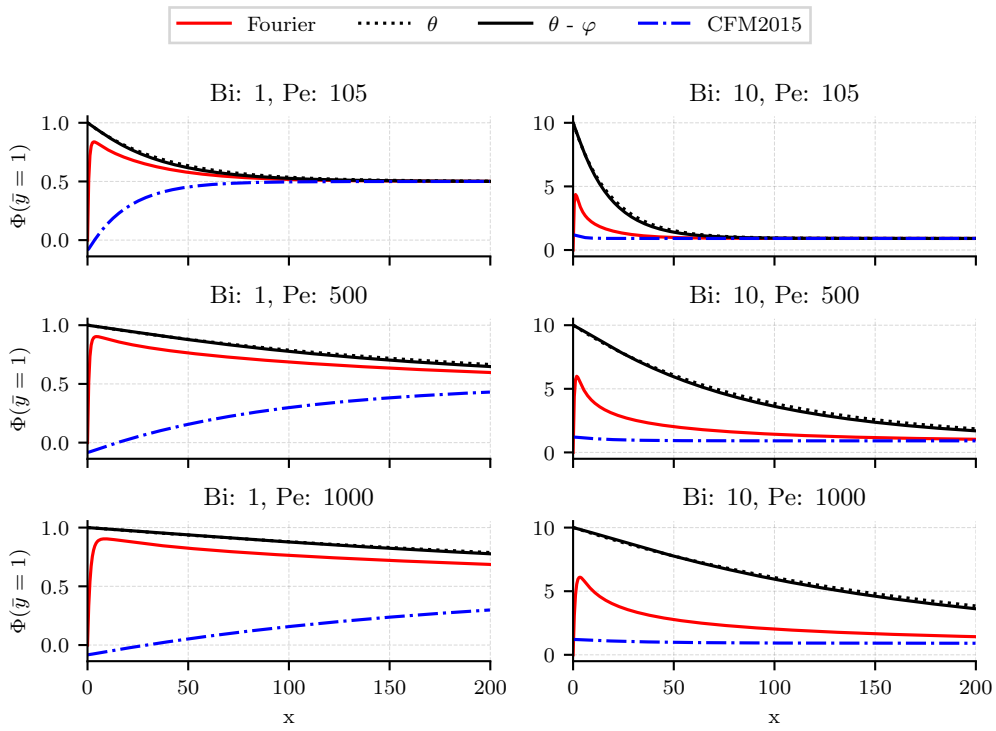 Fourier θ θ - φ CFM2015
Bi: 1, Pe: 105 Bi: 10, Pe: 105
Φ(ȳ = 1)
1.0
0.5
0.0
10
5
0
Bi: 1, Pe: 500 Bi: 10, Pe: 500
Φ(ȳ = 1)
1.0
0.5
0.0
10
5
0
Bi: 1, Pe: 1000 Bi: 10, Pe: 1000
Φ(ȳ = 1)
1.0
0.5
0.0
10
5
0
0 50 100 150 200 0 50 100 150 200
x x